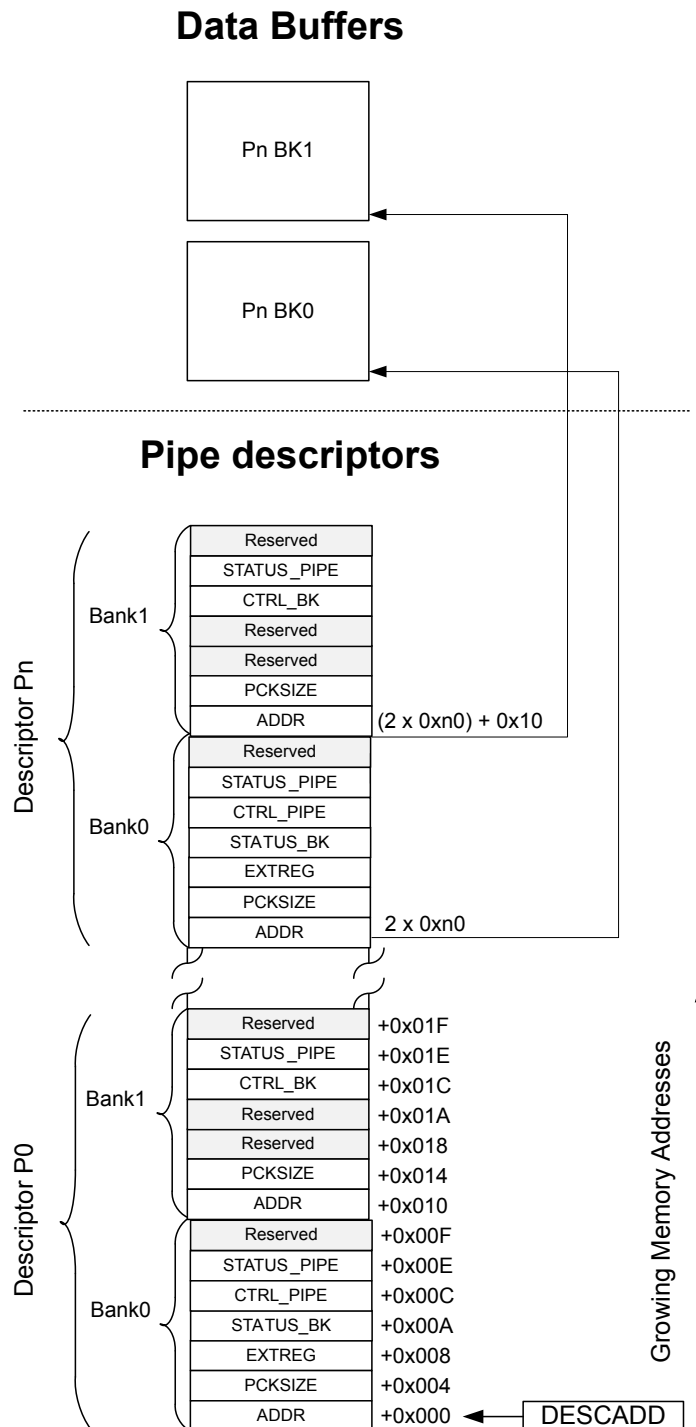 Data Buffers
Pn BK1
Pn BK0
Pipe descriptors
Descriptor Pn
Bank1
Reserved
STATUS_PIPE
CTRL_BK
Reserved
Reserved
PCKSIZE
ADDR (2 x 0xn0) + 0x10
Bank0
Reserved
STATUS_PIPE
CTRL_PIPE
STATUS_BK
EXTREG
PCKSIZE
ADDR 2 x 0xn0
Descriptor P0
Bank1
Reserved +0x01F
STATUS_PIPE +0x01E
CTRL_BK +0x01C
Reserved +0x01A
Reserved +0x018
PCKSIZE +0x014
ADDR +0x010
Bank0
Reserved +0x00F
STATUS_PIPE +0x00E
CTRL_PIPE +0x00C
STATUS_BK +0x00A
EXTREG +0x008
PCKSIZE +0x004
ADDR +0x000 DESCADD
Growing Memory Addresses